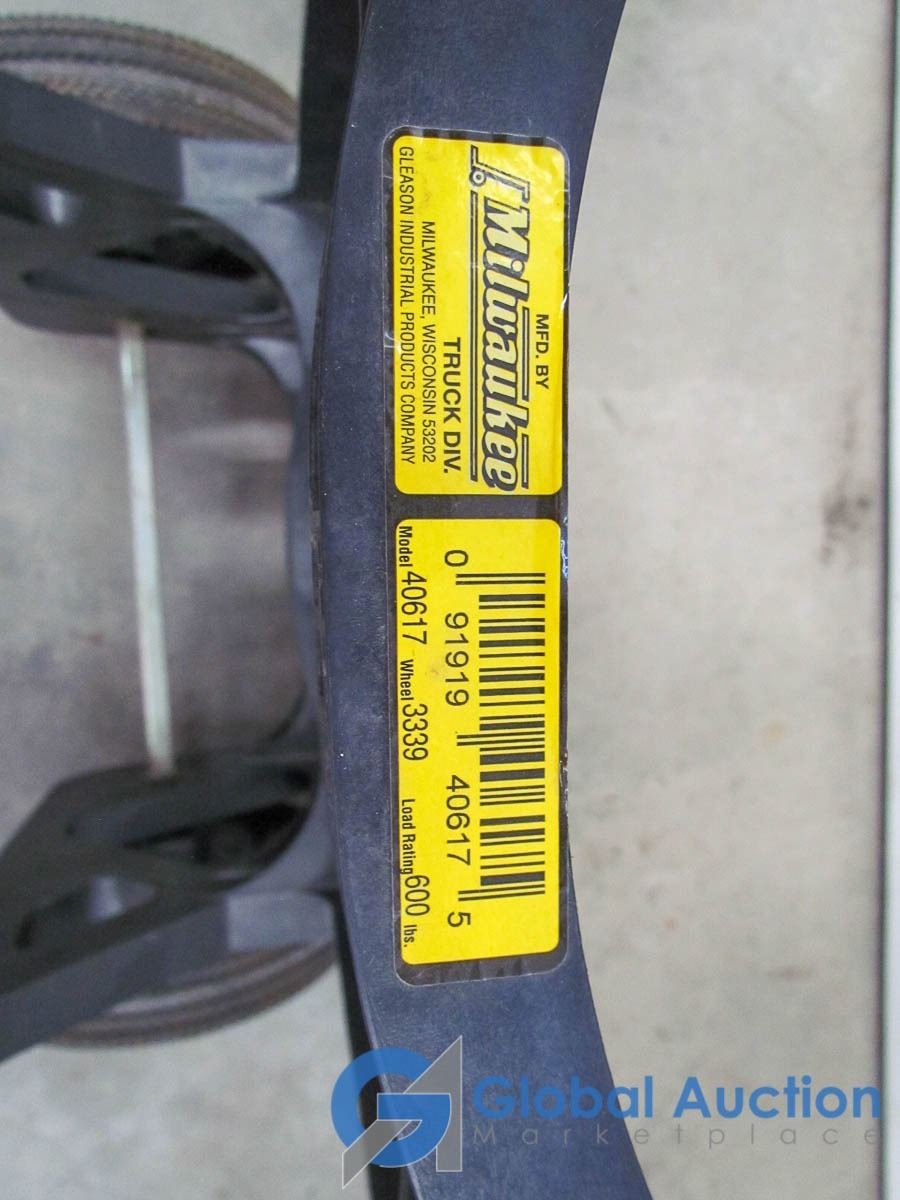 MFD. BY
Milwaukee
TRUCK DIV.
MILWAUKEE, WISCONSIN 53202
GLEASON INDUSTRIAL PRODUCTS COMPANY
0 91919 40617 5
Model 40617 Wheel 3339 Load Rating 600 lbs.
GA Global Auction
Marketplace